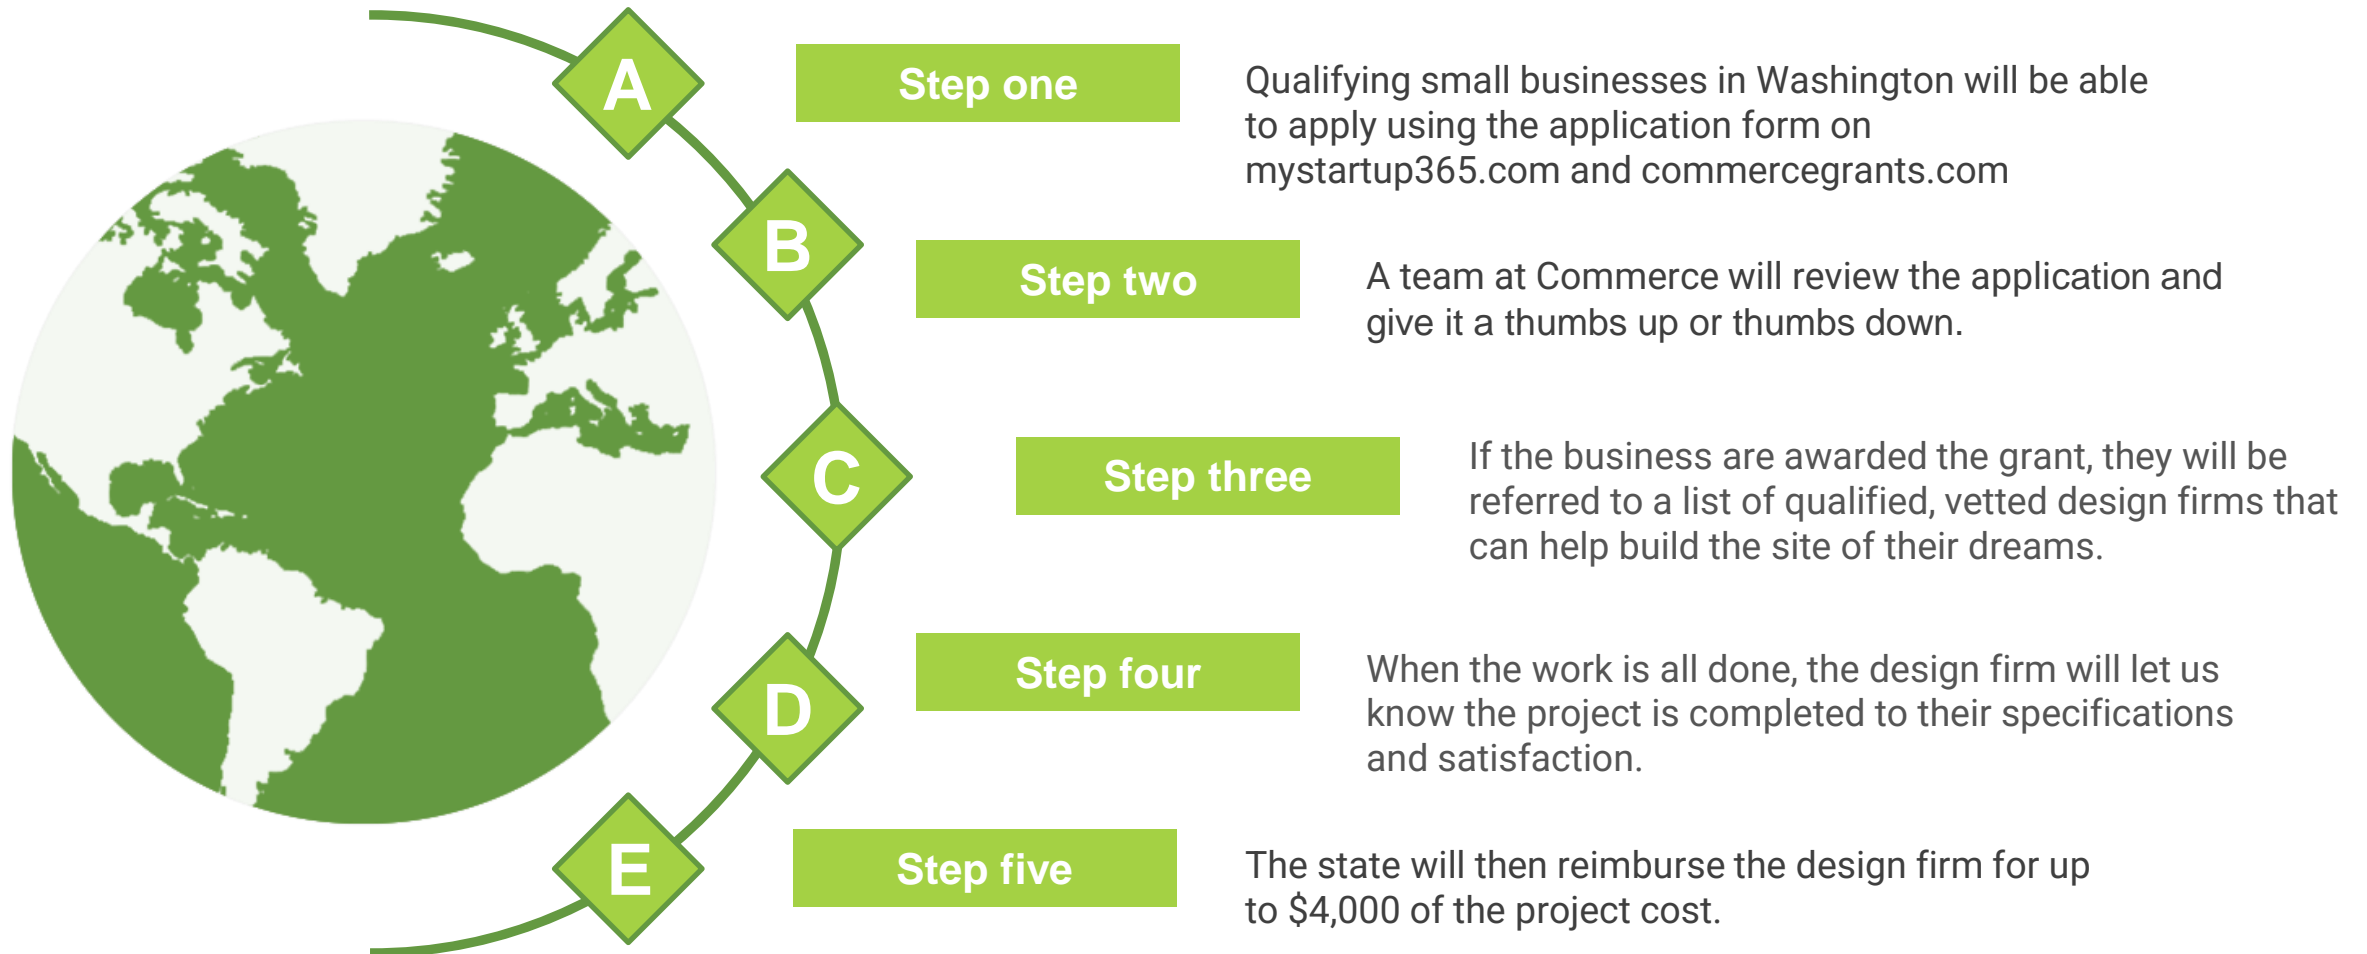 A
Step one
Qualifying small businesses in Washington will be able
to apply using the application form on
mystartup365.com and commercegrants.com
B
Step two
A team at Commerce will review the application and
give it a thumbs up or thumbs down.
C
Step three
If the business are awarded the grant, they will be
referred to a list of qualified, vetted design firms that
can help build the site of their dreams.
D
Step four
When the work is all done, the design firm will let us
know the project is completed to their specifications
and satisfaction.
E
Step five
The state will then reimburse the design firm for up
to $4,000 of the project cost.